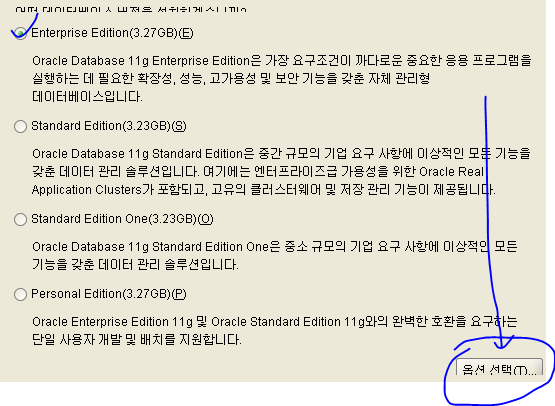 어떤 데이터베이스 버전을 설치하겠습니까?
Enterprise Edition(3.27GB)(E)
Oracle Database 11g Enterprise Edition은 가장 요구조건이 까다로운 중요한 응용 프로그램을
실행하는 데 필요한 확장성, 성능, 고가용성 및 보안 기능을 갖춘 자체 관리형
데이터베이스입니다.
Standard Edition(3.23GB)(S)
Oracle Database 11g Standard Edition은 중간 규모의 기업 요구 사항에 이상적인 모든 기능을
갖춘 데이터 관리 솔루션입니다. 여기에는 엔터프라이즈급 가용성을 위한 Oracle Real
Application Clusters가 포함되고, 고유의 클러스터웨어 및 저장 관리 기능이 제공됩니다.
Standard Edition One(3.23GB)(O)
Oracle Database 11g Standard Edition One은 중소 규모의 기업 요구 사항에 이상적인 모든
기능을 갖춘 데이터 관리 솔루션입니다.
Personal Edition(3.27GB)(P)
Oracle Enterprise Edition 11g 및 Oracle Standard Edition 11g와의 완벽한 호환을 요구하는
단일 사용자 개발 및 배치를 지원합니다.
옵션 선택(T)...